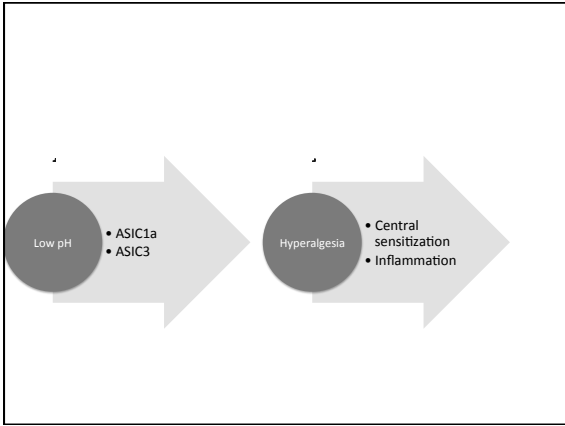 Low pH
• ASIC1a
• ASIC3
Hyperalgesia
• Central
sensitization
• Inflammation